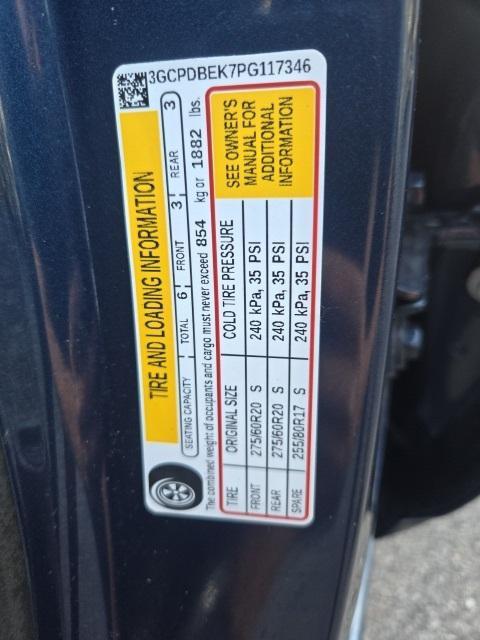 3GCPDBEK7PG117346
TIRE AND LOADING INFORMATION
SEATING CAPACITY TOTAL 6 FRONT 3 REAR 3
The combined weight of occupants and cargo must never exceed 854 kg or 1882 lbs.
TIRE ORIGINAL SIZE COLD TIRE PRESSURE
FRONT 275/60R20 S 240 kPa, 35 PSI
REAR 275/60R20 S 240 kPa, 35 PSI
SPARE 255/80R17 S 240 kPa, 35 PSI
SEE OWNER'S
MANUAL FOR
ADDITIONAL
INFORMATION